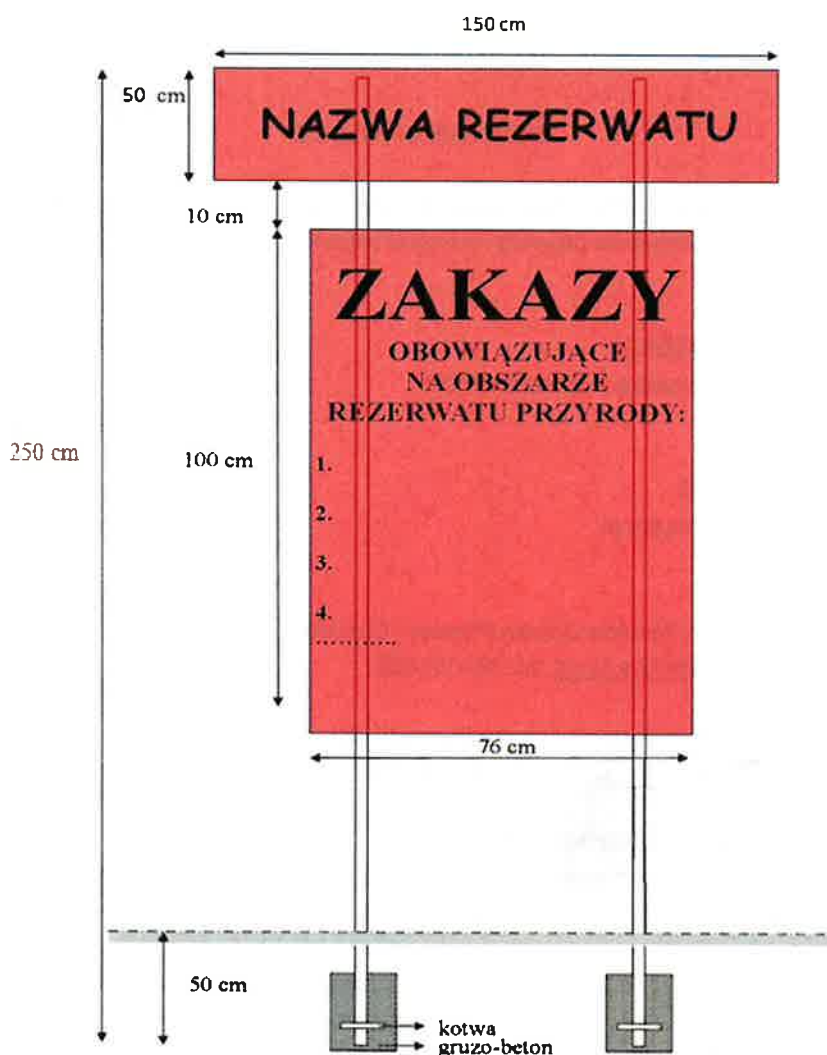 150 cm
50 cm
NAZWA REZERWATU
10 cm
ZAKAZY
OBOWIĄZUJĄCE
NA OBSZARZE
REZERWATU PRZYRODY:
250 cm
100 cm
1.
2.
3.
4.
....................
76 cm
50 cm
kotwa
gruzo-beton